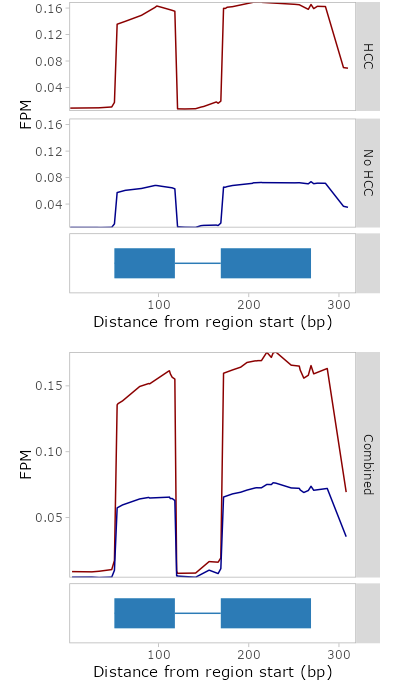 0.16
0.12
0.08
0.04
HCC
FPM
0.16
0.12
0.08
0.04
No HCC
100
200
300
Distance from region start (bp)
0.15
0.10
0.05
FPM
Combined
100
200
300
Distance from region start (bp)